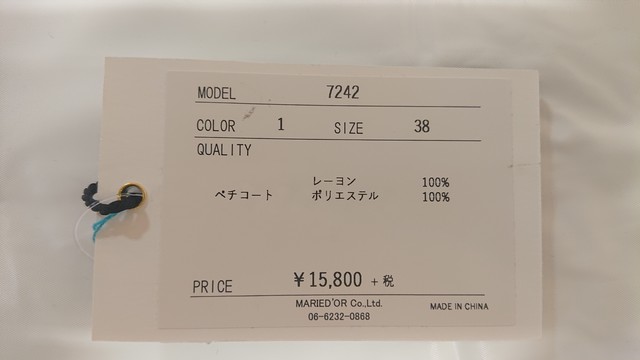 MODEL 7242
COLOR 1 SIZE 38
QUALITY
レーヨン 100%
ペチコート ポリエステル 100%
PRICE ¥15,800 +税
MARIED'OR Co.,Ltd.
06-6232-0868
MADE IN CHINA